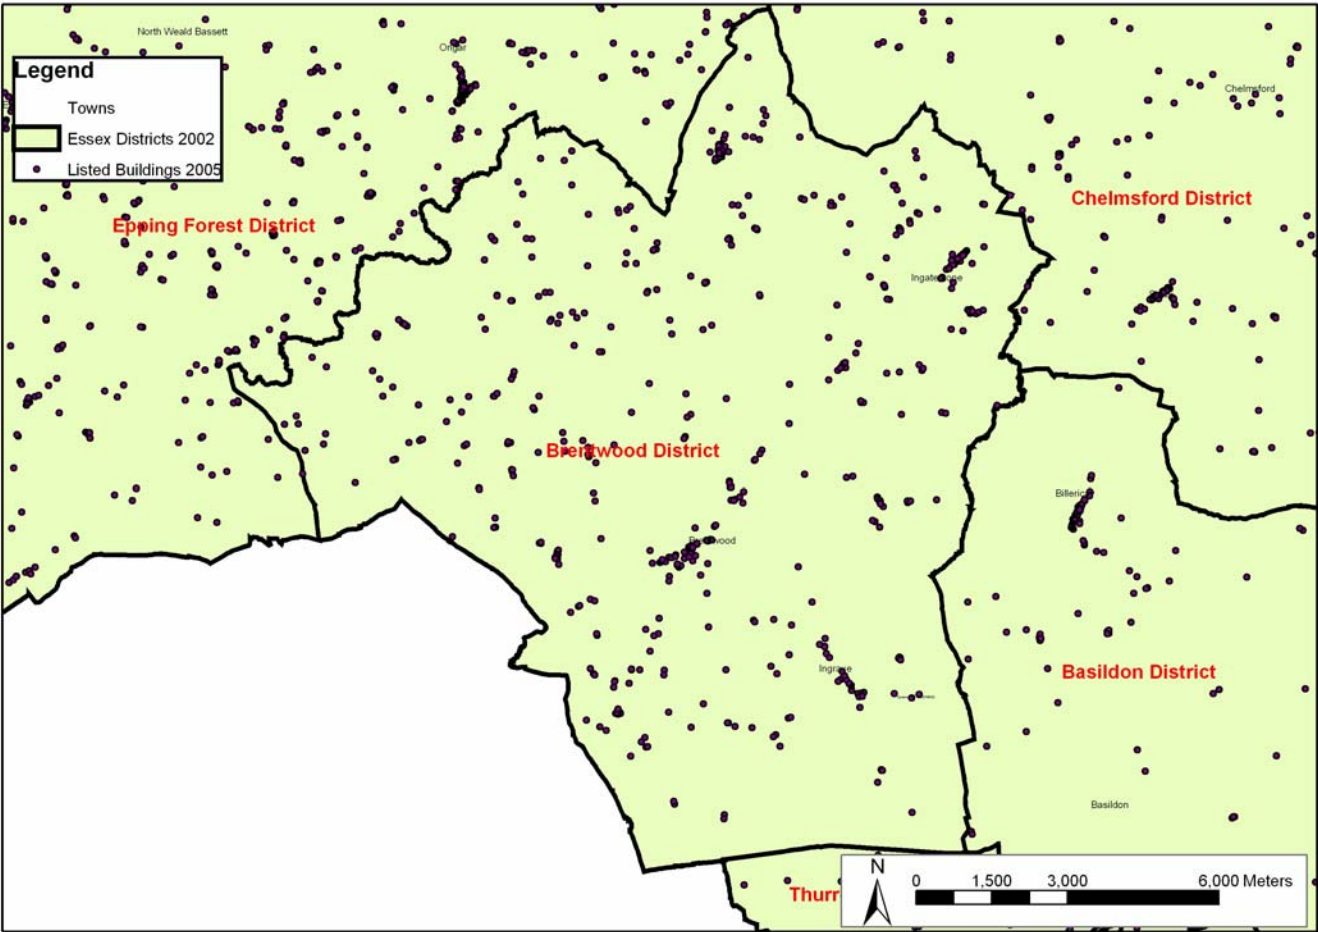 North Weald Bassett
Ongar
Legend
Towns
Essex Districts 2002
Listed Buildings 2005
Chelmsford
Chelmsford District
Epping Forest District
Ingatestone
Brentwood District
Billericay
Brentwood
Ingrave
Basildon District
Basildon
Thurr
N
0 1,500 3,000 6,000 Meters